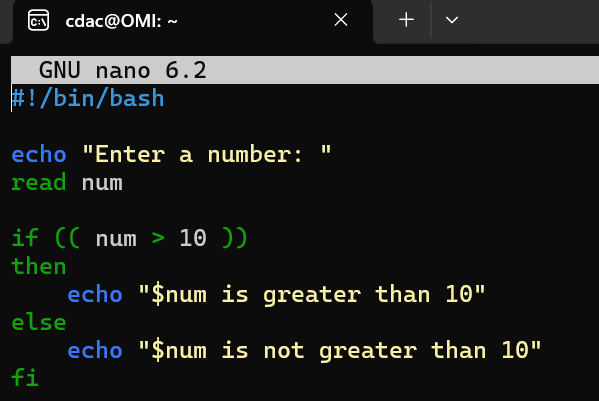 cdac@OMI: ~
GNU nano 6.2
#!/bin/bash
echo "Enter a number: "
read num
if (( num > 10 ))
then
    echo "$num is greater than 10"
else
    echo "$num is not greater than 10"
fi